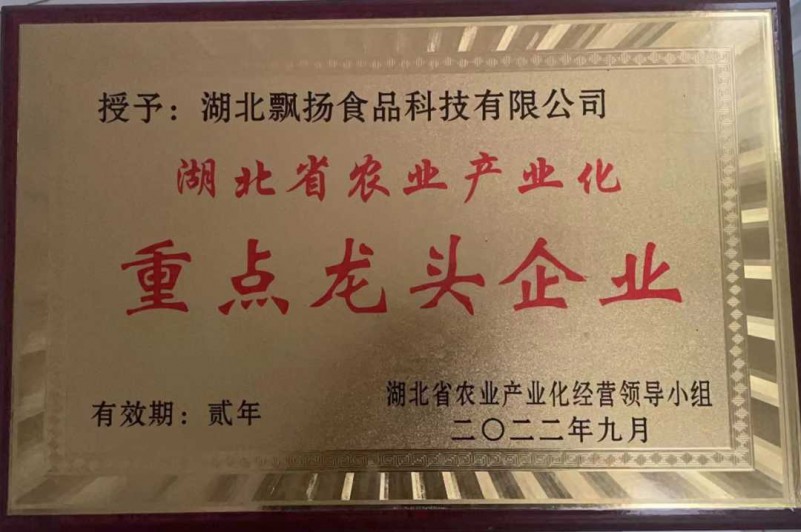 授予：湖北飘扬食品科技有限公司
湖北省农业产业化
重点龙头企业
湖北省农业产业化经营领导小组
有效期：贰年
二〇二二年九月